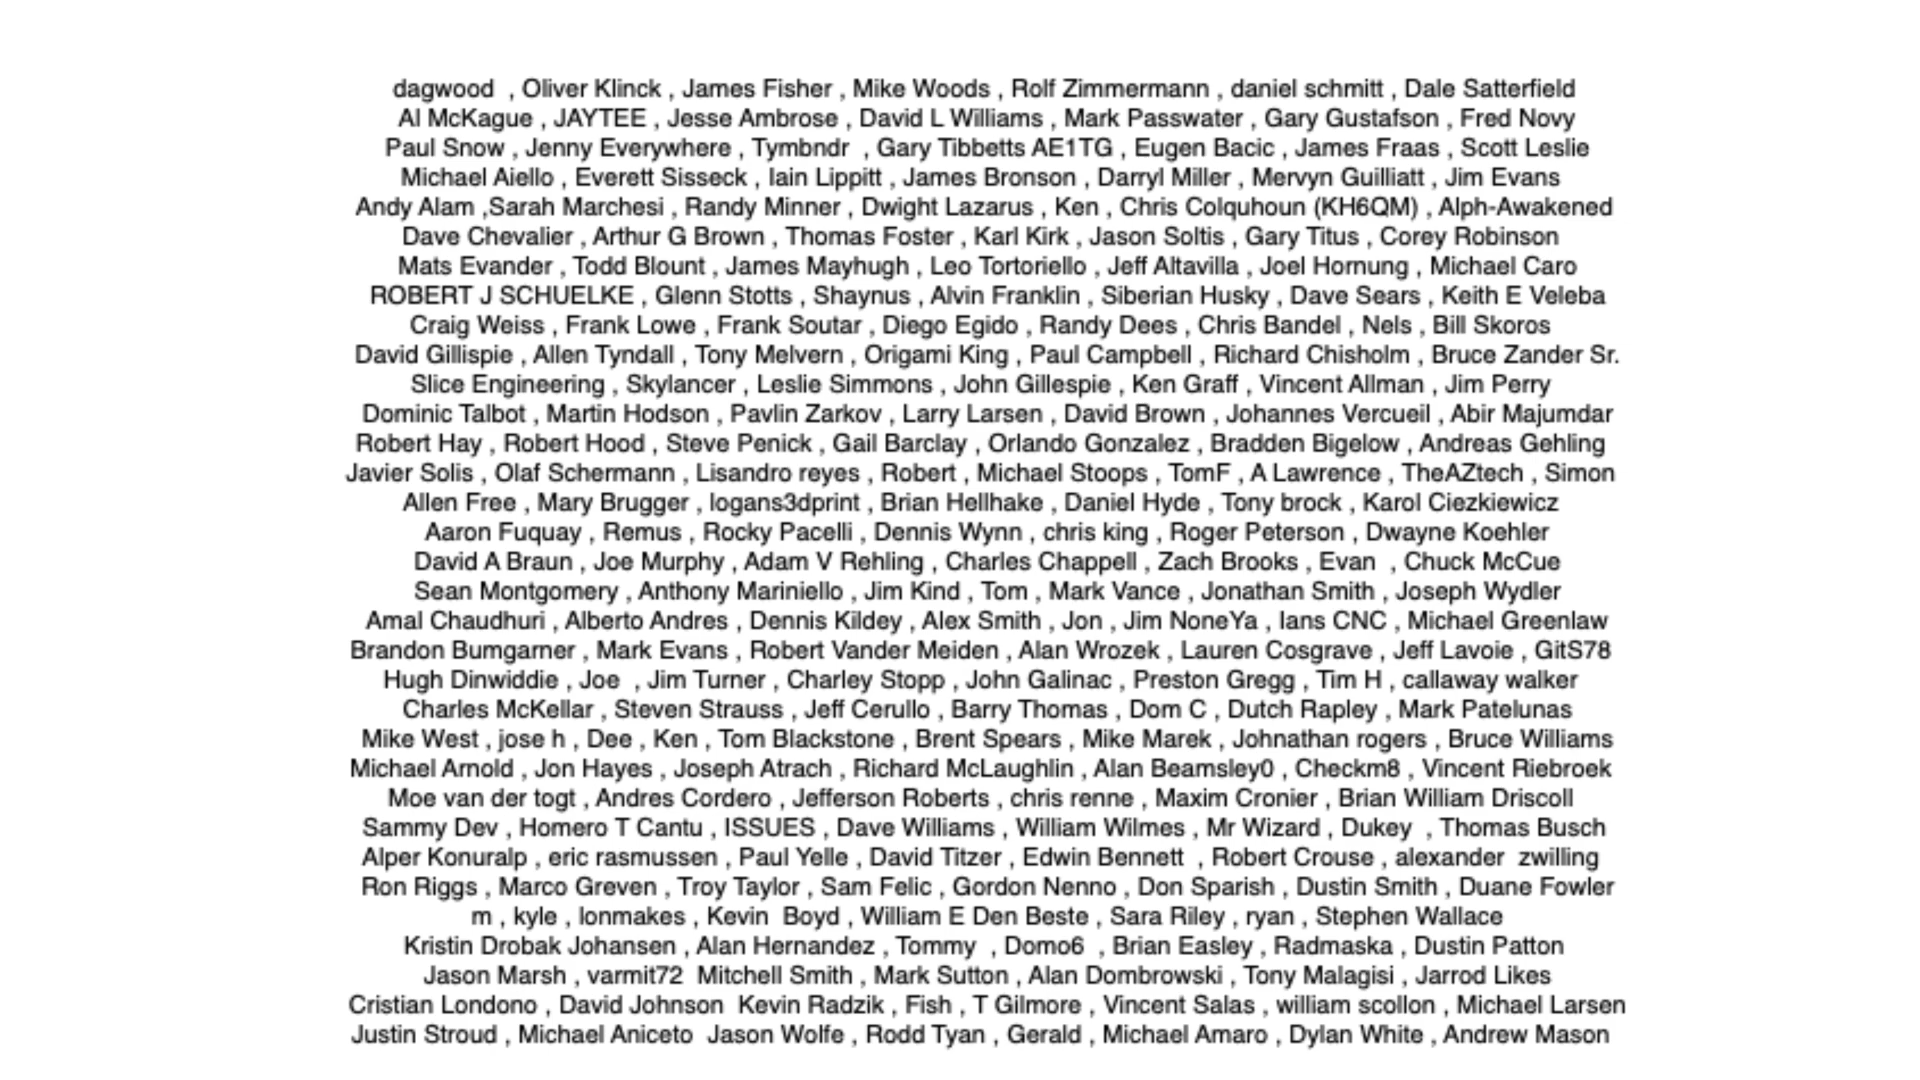 dagwood  , Oliver Klinck , James Fisher , Mike Woods , Rolf Zimmermann , daniel schmitt , Dale Satterfield
Al McKague , JAYTEE , Jesse Ambrose , David L Williams , Mark Passwater , Gary Gustafson , Fred Novy
Paul Snow , Jenny Everywhere , Tymbndr  , Gary Tibbetts AE1TG , Eugen Bacic , James Fraas , Scott Leslie
Michael Aiello , Everett Sisseck , Iain Lippitt , James Bronson , Darryl Miller , Mervyn Guilliatt , Jim Evans
Andy Alam ,Sarah Marchesi , Randy Minner , Dwight Lazarus , Ken , Chris Colquhoun (KH6QM) , Alph-Awakened
Dave Chevalier , Arthur G Brown , Thomas Foster , Karl Kirk , Jason Soltis , Gary Titus , Corey Robinson
Mats Evander , Todd Blount , James Mayhugh , Leo Tortoriello , Jeff Altavilla , Joel Hornung , Michael Caro
ROBERT J SCHUELKE , Glenn Stotts , Shaynus , Alvin Franklin , Siberian Husky , Dave Sears , Keith E Veleba
Craig Weiss , Frank Lowe , Frank Soutar , Diego Egido , Randy Dees , Chris Bandel , Nels , Bill Skoros
David Gillispie , Allen Tyndall , Tony Melvern , Origami King , Paul Campbell , Richard Chisholm , Bruce Zander Sr.
Slice Engineering , Skylancer , Leslie Simmons , John Gillespie , Ken Graff , Vincent Allman , Jim Perry
Dominic Talbot , Martin Hodson , Pavlin Zarkov , Larry Larsen , David Brown , Johannes Vercueil , Abir Majumdar
Robert Hay , Robert Hood , Steve Penick , Gail Barclay , Orlando Gonzalez , Bradden Bigelow , Andreas Gehling
Javier Solis , Olaf Schermann , Lisandro reyes , Robert , Michael Stoops , TomF , A Lawrence , TheAZtech , Simon
Allen Free , Mary Brugger , logans3dprint , Brian Hellhake , Daniel Hyde , Tony brock , Karol Ciezkiewicz
Aaron Fuquay , Remus , Rocky Pacelli , Dennis Wynn , chris king , Roger Peterson , Dwayne Koehler
David A Braun , Joe Murphy , Adam V Rehling , Charles Chappell , Zach Brooks , Evan  , Chuck McCue
Sean Montgomery , Anthony Mariniello , Jim Kind , Tom , Mark Vance , Jonathan Smith , Joseph Wydler
Amal Chaudhuri , Alberto Andres , Dennis Kildey , Alex Smith , Jon , Jim NoneYa , Ians CNC , Michael Greenlaw
Brandon Bumgarner , Mark Evans , Robert Vander Meiden , Alan Wrozek , Lauren Cosgrave , Jeff Lavoie , GitS78
Hugh Dinwiddie , Joe  , Jim Turner , Charley Stopp , John Galinac , Preston Gregg , Tim H , callaway walker
Charles McKellar , Steven Strauss , Jeff Cerullo , Barry Thomas , Dom C , Dutch Rapley , Mark Patelunas
Mike West , jose h , Dee , Ken , Tom Blackstone , Brent Spears , Mike Marek , Johnathan rogers , Bruce Williams
Michael Arnold , Jon Hayes , Joseph Atrach , Richard McLaughlin , Alan Beamsley0 , Checkm8 , Vincent Riebroek
Moe van der togt , Andres Cordero , Jefferson Roberts , chris renne , Maxim Cronier , Brian William Driscoll
Sammy Dev , Homero T Cantu , ISSUES , Dave Williams , William Wilmes , Mr Wizard , Dukey  , Thomas Busch
Alper Konuralp , eric rasmussen , Paul Yelle , David Titzer , Edwin Bennett  , Robert Crouse , alexander  zwilling
Ron Riggs , Marco Greven , Troy Taylor , Sam Felic , Gordon Nenno , Don Sparish , Dustin Smith , Duane Fowler
m , kyle , lonmakes , Kevin  Boyd , William E Den Beste , Sara Riley , ryan , Stephen Wallace
Kristin Drobak Johansen , Alan Hernandez , Tommy  , Domo6  , Brian Easley , Radmaska , Dustin Patton
Jason Marsh , varmit72  Mitchell Smith , Mark Sutton , Alan Dombrowski , Tony Malagisi , Jarrod Likes
Cristian Londono , David Johnson  Kevin Radzik , Fish , T Gilmore , Vincent Salas , william scollon , Michael Larsen
Justin Stroud , Michael Aniceto  Jason Wolfe , Rodd Tyan , Gerald , Michael Amaro , Dylan White , Andrew Mason